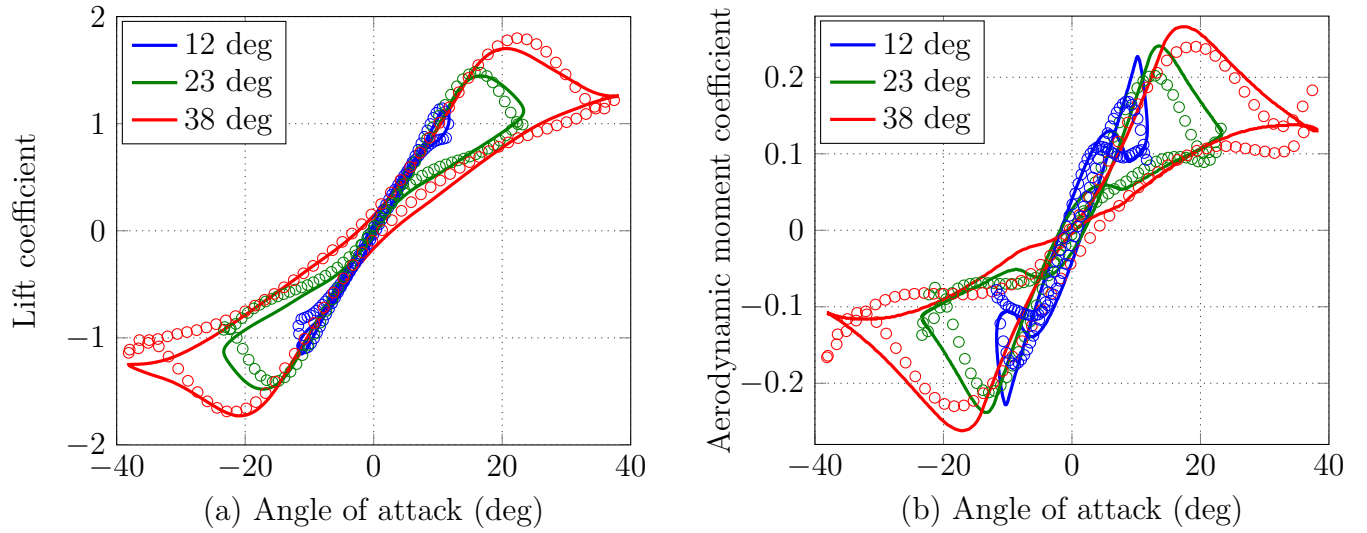 2
1
0
−1
−2
−40
−20
0
20
40
Lift coefficient
12 deg
23 deg
38 deg
(a) Angle of attack (deg)
0.2
0.1
0
−0.1
−0.2
−40
−20
0
20
40
Aerodynamic moment coefficient
12 deg
23 deg
38 deg
(b) Angle of attack (deg)